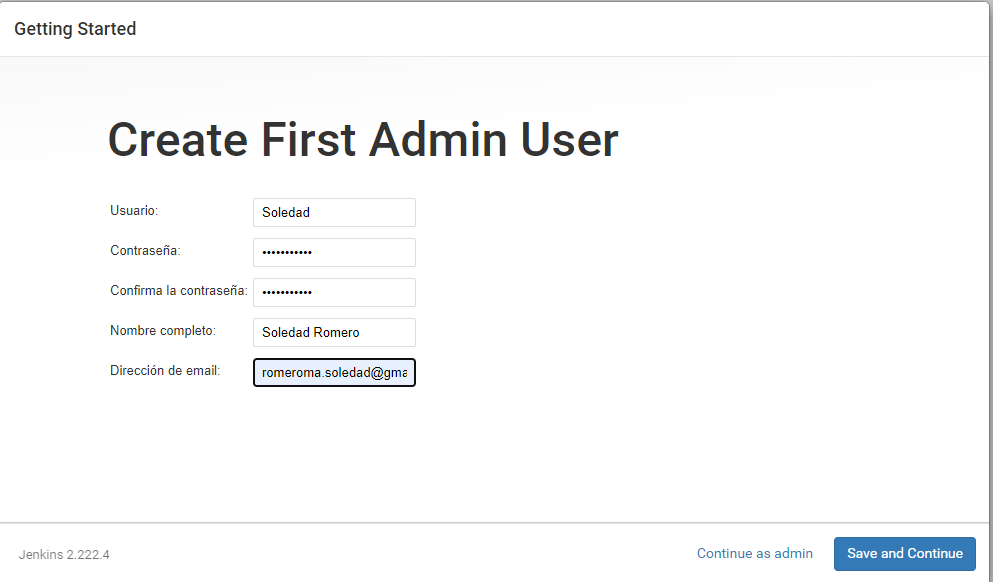 Getting Started
Create First Admin User
Usuario: Soledad
Contraseña: •••••••••••
Confirma la contraseña: •••••••••••
Nombre completo: Soledad Romero
Dirección de email: romeroma.soledad@gma
Jenkins 2.222.4 Continue as admin Save and Continue